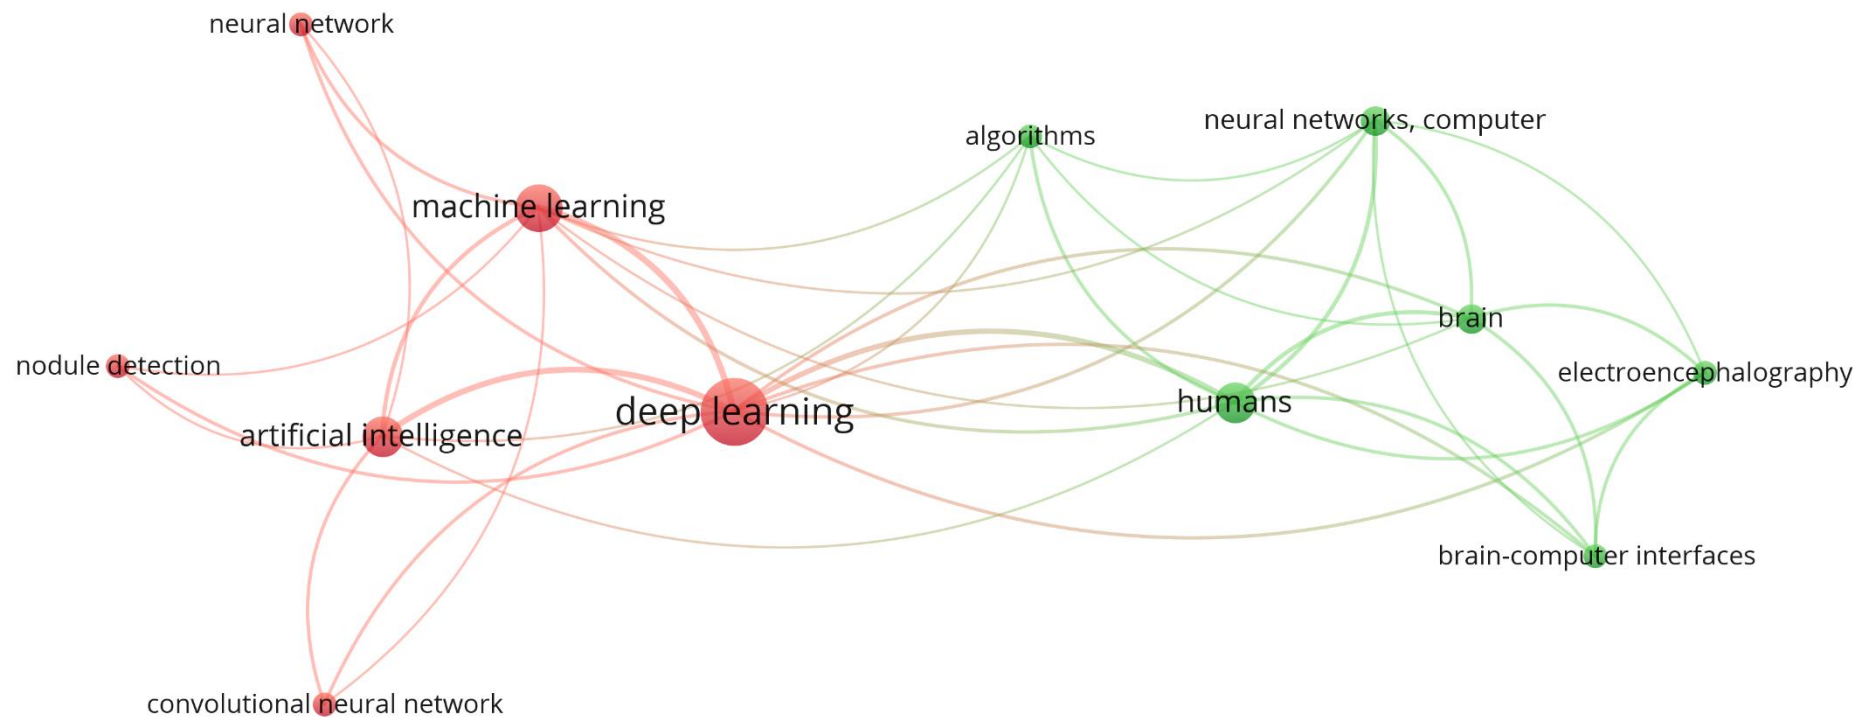 neural network
algorithms
neural networks, computer
machine learning
brain
nodule detection
electroencephalography
artificial intelligence
deep learning
humans
brain-computer interfaces
convolutional neural network